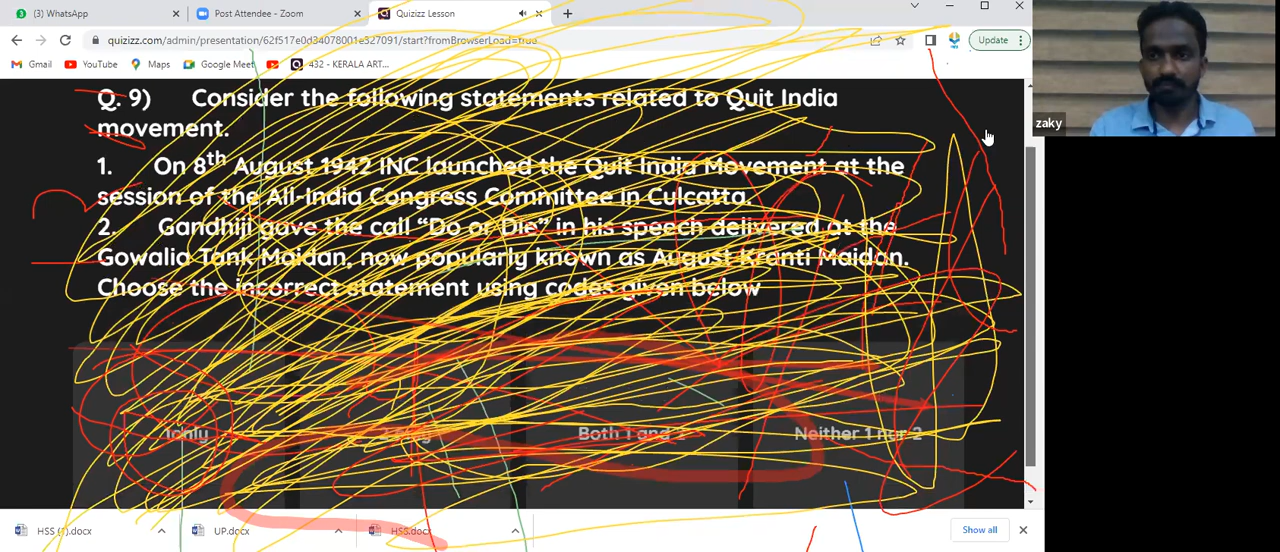 (3) WhatsApp
Post Attendee - Zoom
Quizizz Lesson
quizizz.com/admin/presentation/62f517e0d34078001e327091/start?fromBrowserLoad=true
Update
Gmail
YouTube
Maps
Google Meet
432 - KERALA ART...
zaky
Q. 9) Consider the following statements related to Quit India
movement.
1. On 8th August 1942 INC launched the Quit India Movement at the
session of the All-India Congress Committee in Culcatta.
2. Gandhiji gave the call “Do or Die” in his speech delivered at the
Gowalia Tank Maidan, now popularly known as August Kranti Maidan.
Choose the incorrect statement using codes given below
1only
Both 1 and 2
Neither 1 nor 2
HSS (1).docx
UP.docx
HSS.docx
Show all